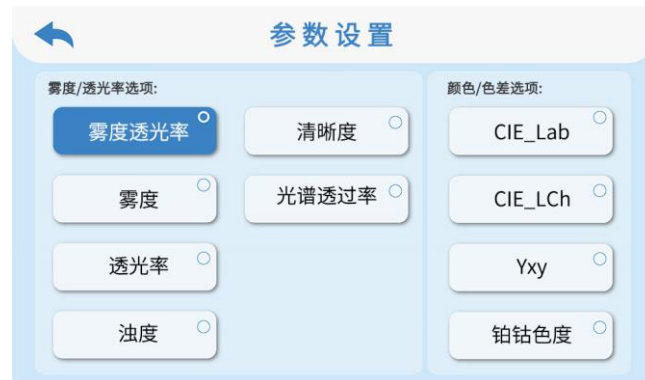 参数设置
雾度/透光率选项:
雾度透光率
清晰度
雾度
光谱透过率
透光率
浊度
颜色/色差选项:
CIE_Lab
CIE_LCh
Yxy
铂钴色度